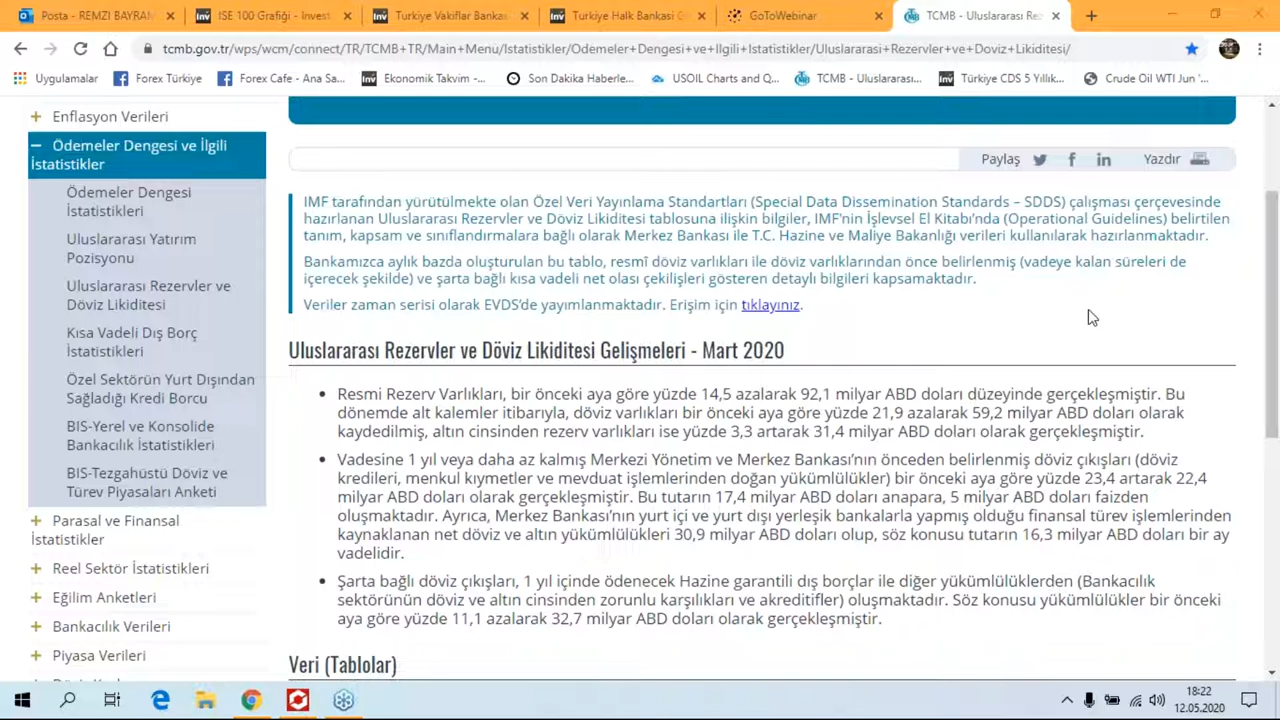 Posta - REMZI BAYRAM
ISE 100 Grafiği - Invest
Turkiye Vakiflar Bankas
Turkiye Halk Bankasi G
GoToWebinar
TCMB - Uluslararası Re
tcmb.gov.tr/wps/wcm/connect/TR/TCMB+TR/Main+Menu/Istatistikler/Odemeler+Dengesi+ve+Ilgili+Istatistikler/Uluslararasi+Rezervler+ve+Doviz+Likiditesi/
Uygulamalar
Forex Türkiye
Forex Cafe - Ana Sa...
Ekonomik Takvim -...
Son Dakika Haberle...
USOIL Charts and Q...
TCMB - Uluslararası...
Türkiye CDS 5 Yıllık...
Crude Oil WTI Jun '...
Enflasyon Verileri
Ödemeler Dengesi ve İlgili
İstatistikler
Ödemeler Dengesi
İstatistikleri
Uluslararası Yatırım
Pozisyonu
Uluslararası Rezervler ve
Döviz Likiditesi
Kısa Vadeli Dış Borç
İstatistikleri
Özel Sektörün Yurt Dışından
Sağladığı Kredi Borcu
BIS-Yerel ve Konsolide
Bankacılık İstatistikleri
BIS-Tezgahüstü Döviz ve
Türev Piyasaları Anketi
Parasal ve Finansal
İstatistikler
Reel Sektör İstatistikleri
Eğilim Anketleri
Bankacılık Verileri
Piyasa Verileri
Paylaş
Yazdır
IMF tarafından yürütülmekte olan Özel Veri Yayınlama Standartları (Special Data Dissemination Standards – SDDS) çalışması çerçevesinde
hazırlanan Uluslararası Rezervler ve Döviz Likiditesi tablosuna ilişkin bilgiler, IMF'nin İşlevsel El Kitabı'nda (Operational Guidelines) belirtilen
tanım, kapsam ve sınıflandırmalara bağlı olarak Merkez Bankası ile T.C. Hazine ve Maliye Bakanlığı verileri kullanılarak hazırlanmaktadır.
Bankamızca aylık bazda oluşturulan bu tablo, resmî döviz varlıkları ile döviz varlıklarından önce belirlenmiş (vadeye kalan süreleri de
içerecek şekilde) ve şarta bağlı kısa vadeli net olası çekilişleri gösteren detaylı bilgileri kapsamaktadır.
Veriler zaman serisi olarak EVDS'de yayımlanmaktadır. Erişim için tıklayınız.
Uluslararası Rezervler ve Döviz Likiditesi Gelişmeleri - Mart 2020
• Resmi Rezerv Varlıkları, bir önceki aya göre yüzde 14,5 azalarak 92,1 milyar ABD doları düzeyinde gerçekleşmiştir. Bu
dönemde alt kalemler itibarıyla, döviz varlıkları bir önceki aya göre yüzde 21,9 azalarak 59,2 milyar ABD doları olarak
kaydedilmiş, altın cinsinden rezerv varlıkları ise yüzde 3,3 artarak 31,4 milyar ABD doları olarak gerçekleşmiştir.
• Vadesine 1 yıl veya daha az kalmış Merkezi Yönetim ve Merkez Bankası'nın önceden belirlenmiş döviz çıkışları (döviz
kredileri, menkul kıymetler ve mevduat işlemlerinden doğan yükümlülükler) bir önceki aya göre yüzde 23,4 artarak 22,4
milyar ABD doları olarak gerçekleşmiştir. Bu tutarın 17,4 milyar ABD doları anapara, 5 milyar ABD doları faizden
oluşmaktadır. Ayrıca, Merkez Bankası'nın yurt içi ve yurt dışı yerleşik bankalarla yapmış olduğu finansal türev işlemlerinden
kaynaklanan net döviz ve altın yükümlülükleri 30,9 milyar ABD doları olup, söz konusu tutarın 16,3 milyar ABD doları bir ay
vadelidir.
• Şarta bağlı döviz çıkışları, 1 yıl içinde ödenecek Hazine garantili dış borçlar ile diğer yükümlülüklerden (Bankacılık
sektörünün döviz ve altın cinsinden zorunlu karşılıkları ve akreditifler) oluşmaktadır. Söz konusu yükümlülükler bir önceki
aya göre yüzde 11,1 azalarak 32,7 milyar ABD doları olarak gerçekleşmiştir.
Veri (Tablolar)
18:22
12.05.2020